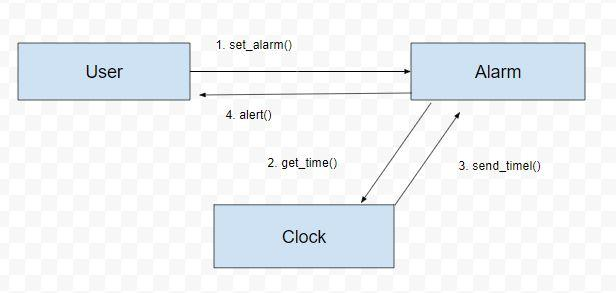 1. set_alarm()
User
Alarm
4. alert()
2. get_time()
3. send_timel()
Clock